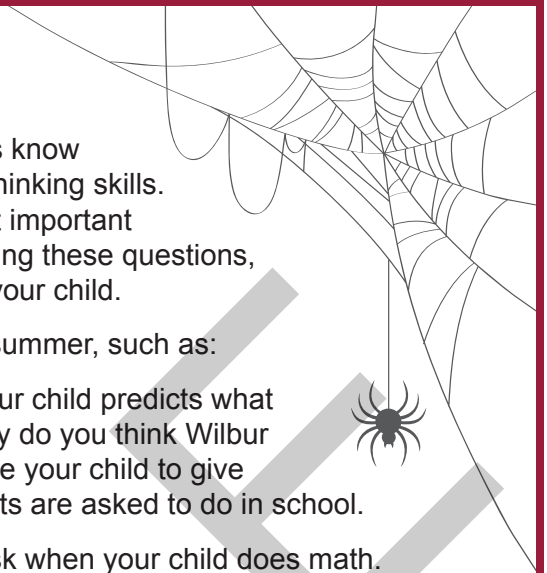 s know
hinking skills.
t important
ing these questions,
your child.
summer, such as:
ur child predicts what
y do you think Wilbur
e your child to give
ts are asked to do in school.
sk when your child does math.